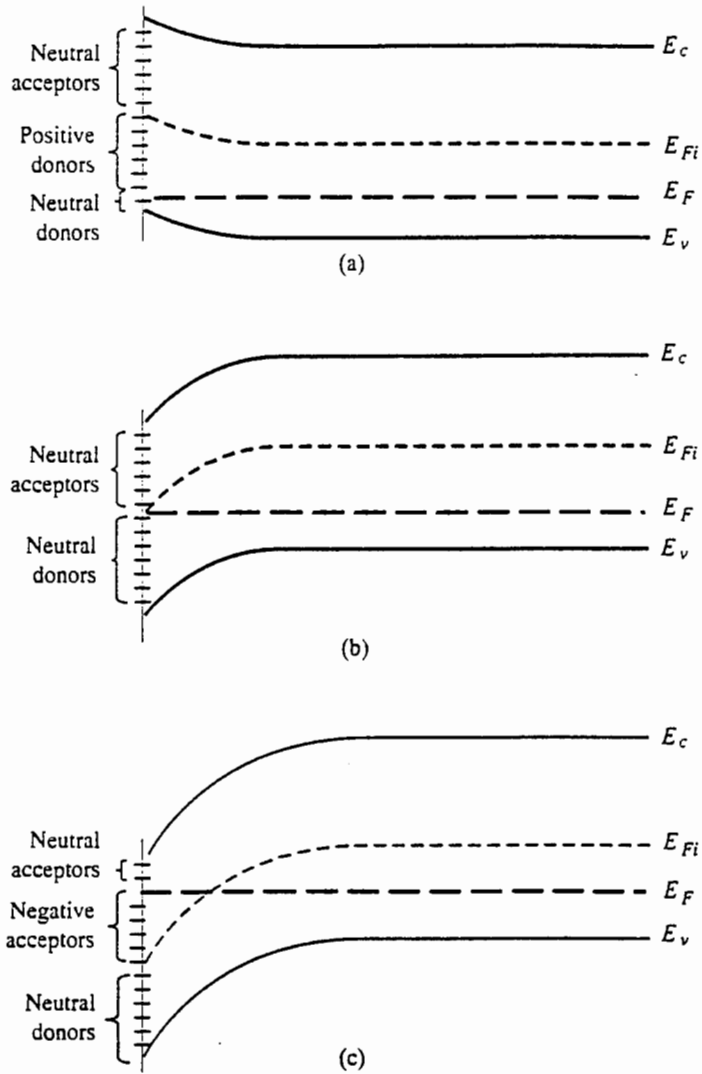 Neutral
acceptors
Positive
donors
Neutral
donors
E_c
E_Fi
E_F
E_v
(a)
Neutral
acceptors
Neutral
donors
E_c
E_Fi
E_F
E_v
(b)
Neutral
acceptors
Negative
acceptors
Neutral
donors
E_c
E_Fi
E_F
E_v
(c)